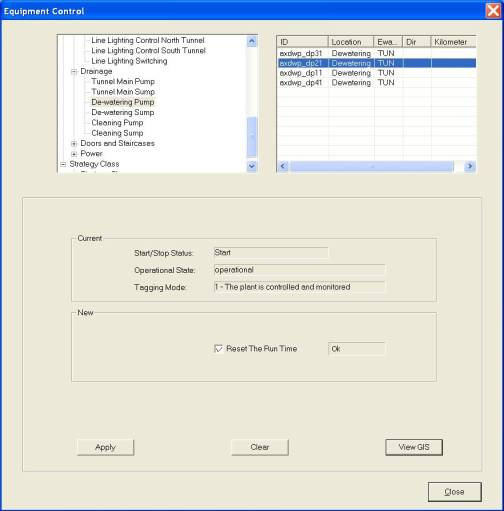 Equipment Control
Line Lighting Control North Tunnel
Line Lighting Control South Tunnel
Line Lighting Switching
Drainage
Tunnel Main Pump
Tunnel Main Sump
De-watering Pump
De-watering Sump
Cleaning Pump
Cleaning Sump
Doors and Staircases
Power
Strategy Class
ID Location Ewa... Dir Kilometer
axdwp_dp31 Dewatering TUN
axdwp_dp21 Dewatering TUN
axdwp_dp11 Dewatering TUN
axdwp_dp41 Dewatering TUN
Current
Start/Stop Status: Start
Operational State: operational
Tagging Mode: 1 - The plant is controlled and monitored
New
Reset The Run Time Ok
Apply Clear View GIS
Close